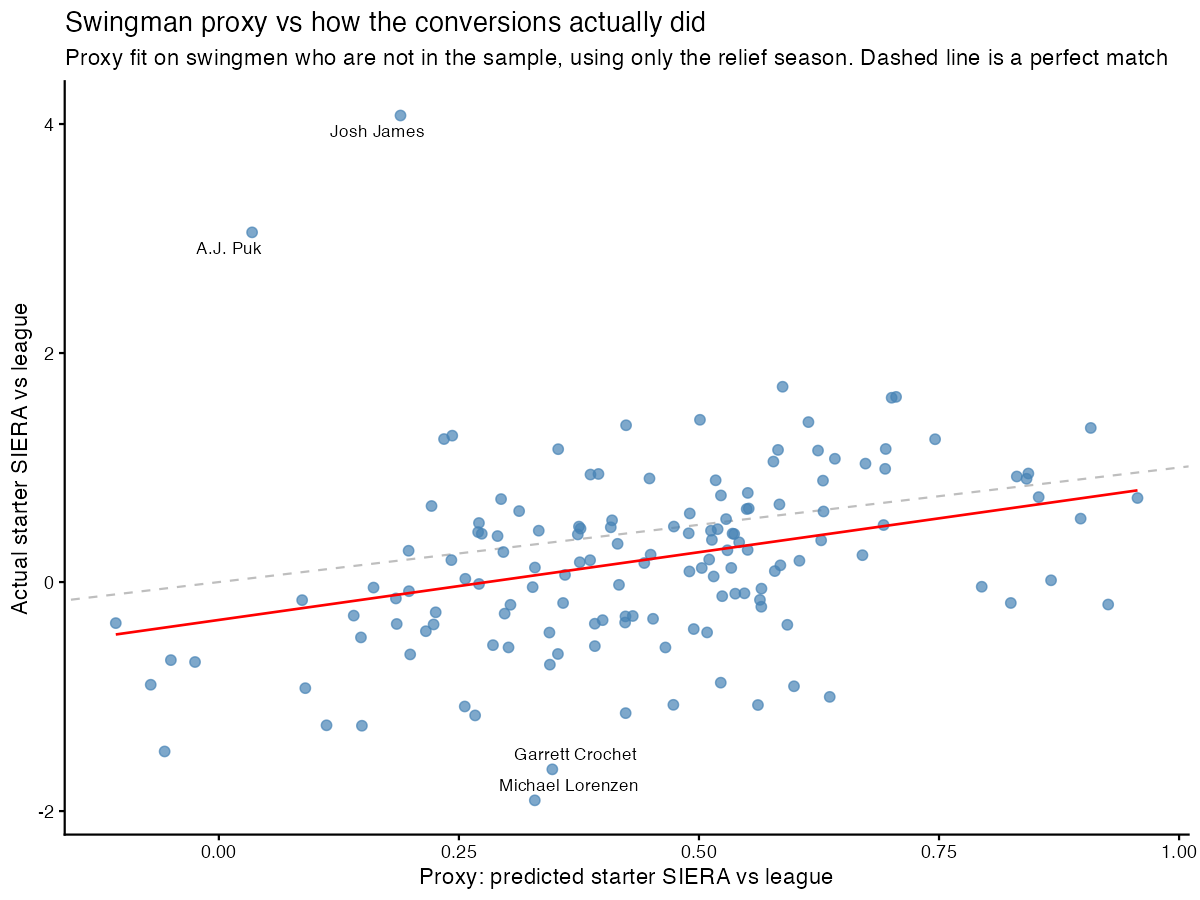 Swingman proxy vs how the conversions actually did
Proxy fit on swingmen who are not in the sample, using only the relief season. Dashed line is a perfect match
Actual starter SIERA vs league
4
2
0
-2
Josh James
A.J. Puk
Garrett Crochet
Michael Lorenzen
0.00
0.25
0.50
0.75
1.00
Proxy: predicted starter SIERA vs league